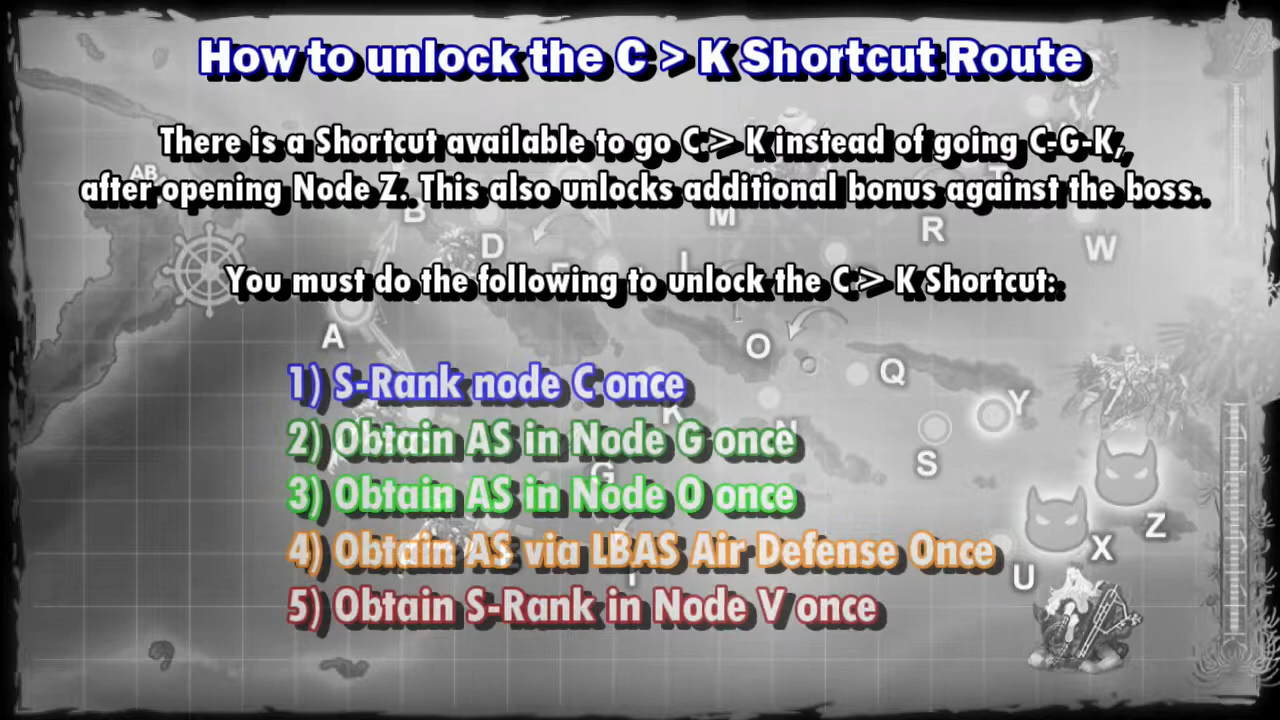 How to unlock the C > K Shortcut Route
There is a Shortcut available to go C > K instead of going C-G-K,
after opening Node Z. This also unlocks additional bonus against the boss.
You must do the following to unlock the C > K Shortcut:
1) S-Rank node C once
2) Obtain AS in Node G once
3) Obtain AS in Node O once
4) Obtain AS via LBAS Air Defense Once
5) Obtain S-Rank in Node V once
AB
B
D
M
R
W
A
O
Q
Y
K
N
S
G
Z
X
U